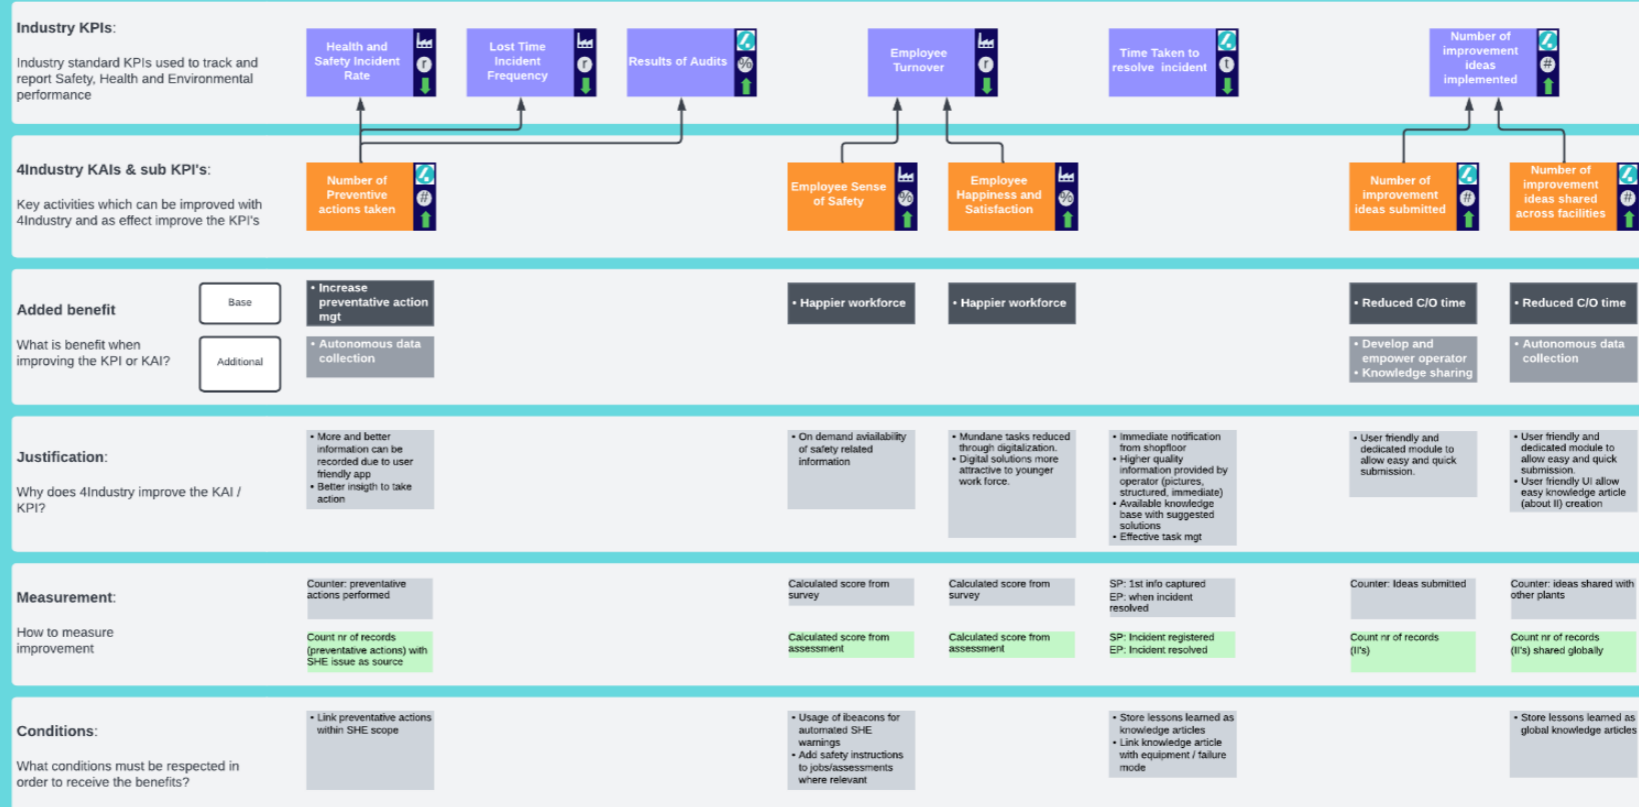 Industry KPIs:
Industry standard KPIs used to track and
report Safety, Health and Environmental
performance
Health and
Safety Incident
Rate
r
Lost Time
Incident
Frequency
r
Results of Audits
%
Employee
Turnover
r
Time Taken to
resolve incident
t
Number of
improvement
ideas
implemented
#
4Industry KAIs & sub KPI's:
Key activities which can be improved with
4Industry and as effect improve the KPI's
Number of
Preventive
actions taken
#
Employee Sense
of Safety
%
Employee
Happiness and
Satisfaction
%
Number of
improvement
ideas submitted
#
Number of
improvement
ideas shared
across facilities
#
Added benefit
What is benefit when
improving the KPI or KAI?
Base
Additional
• Increase
preventative action
mgt
• Happier workforce
• Happier workforce
• Reduced C/O time
• Reduced C/O time
• Autonomous data
collection
• Develop and
empower operator
• Knowledge sharing
• Autonomous data
collection
Justification:
Why does 4Industry improve the KAI /
KPI?
• More and better
information can be
recorded due to user
friendly app
• Better insigth to take
action
• On demand aviailability
of safety related
information
• Mundane tasks reduced
through digitalization.
• Digital solutions more
attractive to younger
work force.
• Immediate notification
from shopfloor
• Higher quality
information provided by
operator (pictures,
structured, immediate)
• Available knowledge
base with suggested
solutions
• Effective task mgt
• User friendly and
dedicated module to
allow easy and quick
submission.
• User friendly and
dedicated module to
allow easy and quick
submission.
• User friendly UI allow
easy knowledge article
(about II) creation
Measurement:
How to measure
improvement
Counter: preventative
actions performed
Calculated score from
survey
Calculated score from
survey
SP: 1st info captured
EP: when incident
resolved
Counter: Ideas submitted
Counter: ideas shared with
other plants
Count nr of records
(preventative actions) with
SHE issue as source
Calculated score from
assessment
Calculated score from
assessment
SP: Incident registered
EP: Incident resolved
Count nr of records
(II's)
Count nr of records
(II's) shared globally
Conditions:
What conditions must be respected in
order to receive the benefits?
• Link preventative actions
within SHE scope
• Usage of ibeacons for
automated SHE
warnings
• Add safety instructions
to jobs/assessments
where relevant
• Store lessons learned as
knowledge articles
• Link knowledge article
with equipment / failure
mode
• Store lessons learned as
global knowledge articles